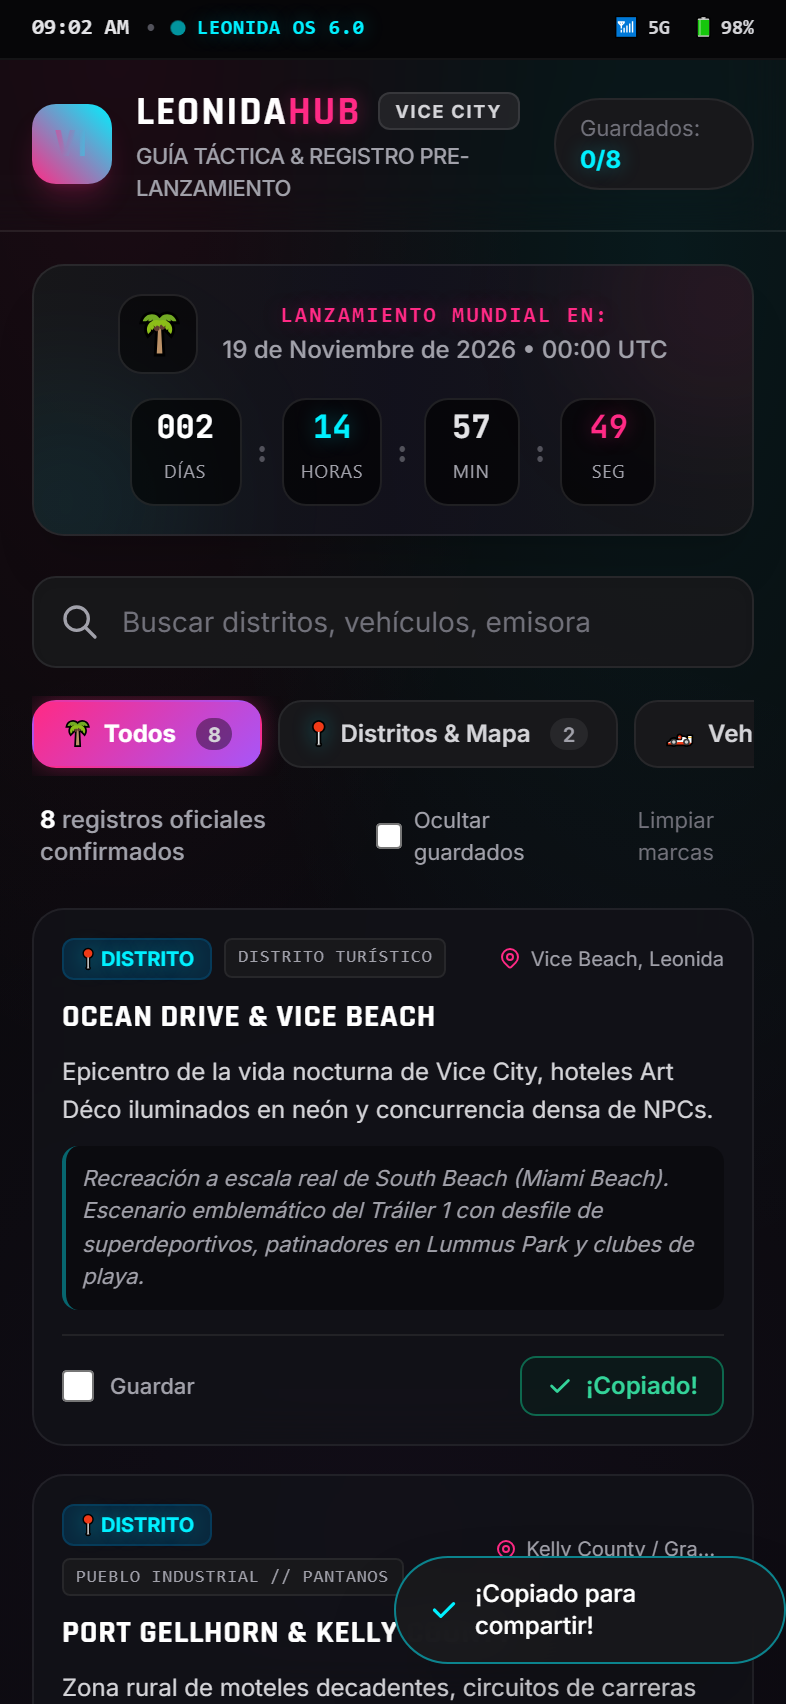 09:02 AM • LEONIDA OS 6.0 5G 98%
LEONIDAHUB VICE CITY
GUÍA TÁCTICA & REGISTRO PRE-
LANZAMIENTO
Guardados:
0/8
LANZAMIENTO MUNDIAL EN:
19 de Noviembre de 2026 • 00:00 UTC
002 : 14 : 57 : 49
DÍAS HORAS MIN SEG
Buscar distritos, vehículos, emisora
Todos 8 Distritos & Mapa 2 Veh
8 registros oficiales
confirmados
Ocultar
guardados
Limpiar
marcas
DISTRITO DISTRITO TURÍSTICO Vice Beach, Leonida
OCEAN DRIVE & VICE BEACH
Epicentro de la vida nocturna de Vice City, hoteles Art
Déco iluminados en neón y concurrencia densa de NPCs.
Recreación a escala real de South Beach (Miami Beach).
Escenario emblemático del Tráiler 1 con desfile de
superdeportivos, patinadores en Lummus Park y clubes de
playa.
Guardar ¡Copiado!
DISTRITO
PUEBLO INDUSTRIAL // PANTANOS
Kelly County / Gra...
PORT GELLHORN & KELLY
Zona rural de moteles decadentes, circuitos de carreras
¡Copiado para
compartir!